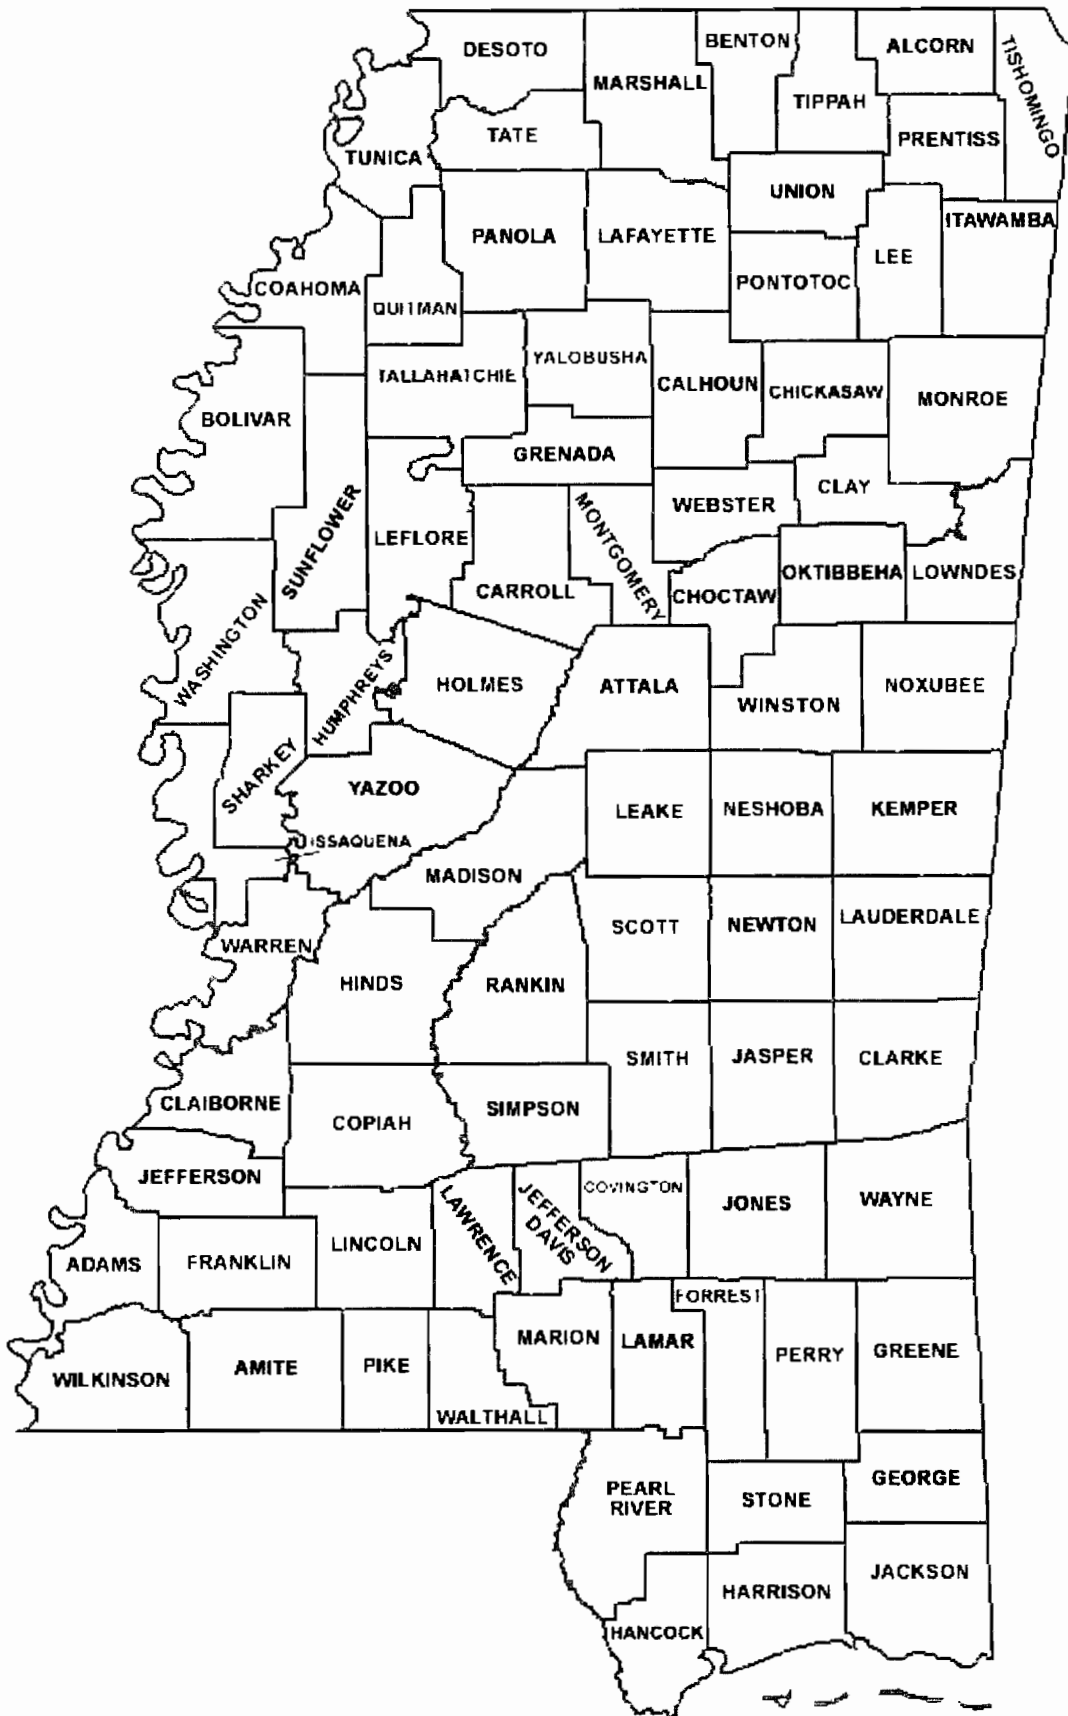 DESOTO
BENTON
ALCORN
TISHOMINGO
MARSHALL
TIPPAH
TATE
PRENTISS
TUNICA
UNION
ITAWAMBA
PANOLA
LAFAYETTE
LEE
COAHOMA
PONTOTOC
QUITMAN
YALOBUSHA
TALLAHATCHIE
CALHOUN
CHICKASAW
MONROE
BOLIVAR
GRENADA
CLAY
WEBSTER
SUNFLOWER
LEFLORE
MONTGOMERY
OKTIBBEHA
LOWNDES
CARROLL
CHOCTAW
WASHINGTON
HUMPHREYS
HOLMES
ATTALA
NOXUBEE
WINSTON
SHARKEY
YAZOO
LEAKE
NESHOBA
KEMPER
ISSAQUENA
MADISON
SCOTT
NEWTON
LAUDERDALE
WARREN
HINDS
RANKIN
SMITH
JASPER
CLARKE
CLAIBORNE
COPIAH
SIMPSON
JEFFERSON
LAWRENCE
JEFFERSON
DAVIS
COVINGTON
JONES
WAYNE
ADAMS
FRANKLIN
LINCOLN
FORREST
MARION
LAMAR
PERRY
GREENE
WILKINSON
AMITE
PIKE
WALTHALL
PEARL
RIVER
STONE
GEORGE
HARRISON
JACKSON
HANCOCK